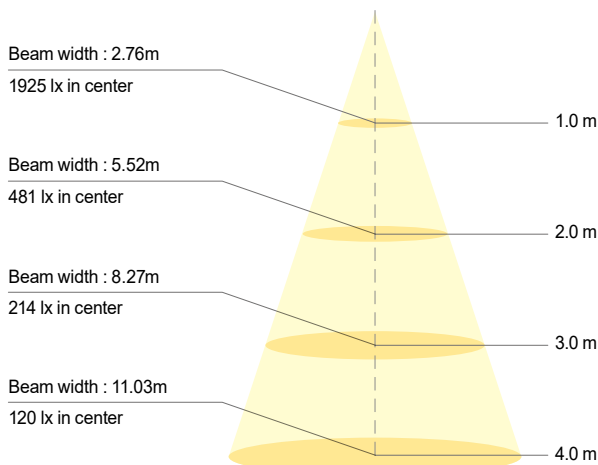 Beam width : 2.76m
1925 lx in center
1.0 m
Beam width : 5.52m
481 lx in center
2.0 m
Beam width : 8.27m
214 lx in center
3.0 m
Beam width : 11.03m
120 lx in center
4.0 m